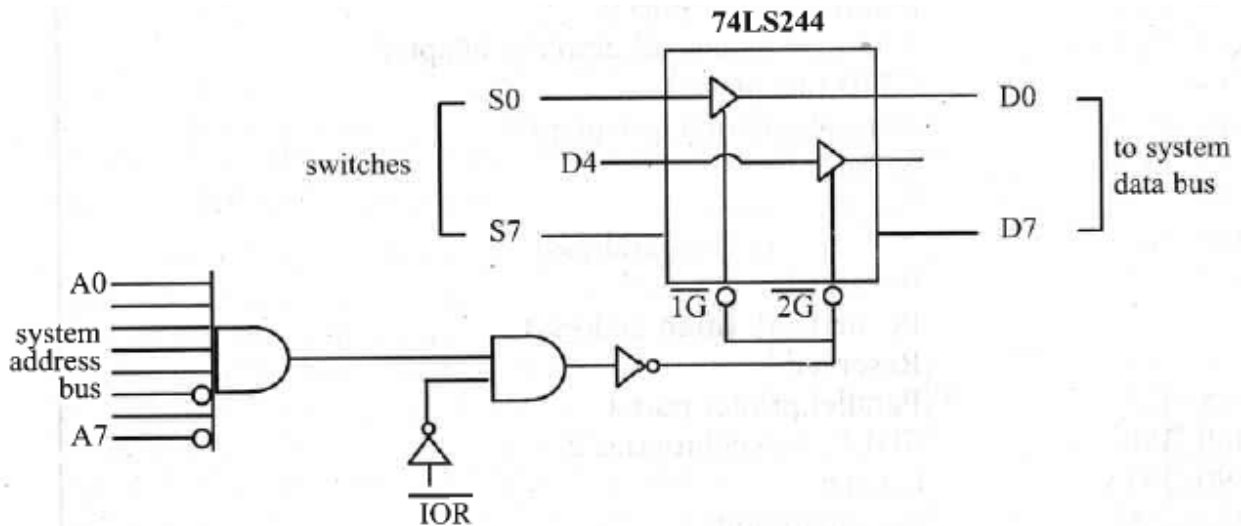 74LS244
S0
D0
switches
D4
to system
data bus
S7
D7
A0
1G
2G
system
address
bus
A7
IOR